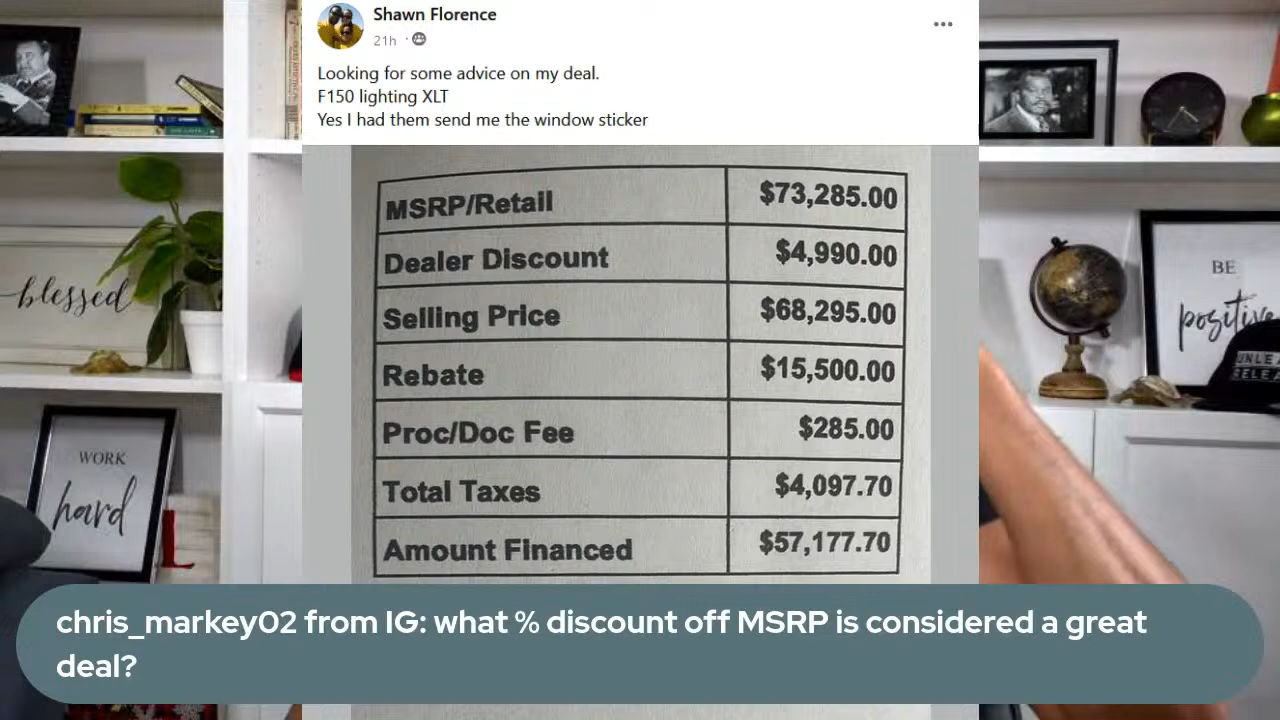 Shawn Florence
21h
Looking for some advice on my deal.
F150 lighting XLT
Yes I had them send me the window sticker
MSRP/Retail $73,285.00
Dealer Discount $4,990.00
Selling Price $68,295.00
Rebate $15,500.00
Proc/Doc Fee $285.00
Total Taxes $4,097.70
Amount Financed $57,177.70
blessed
WORK
hard
BE
positive
L
chris_markey02 from IG: what % discount off MSRP is considered a great
deal?